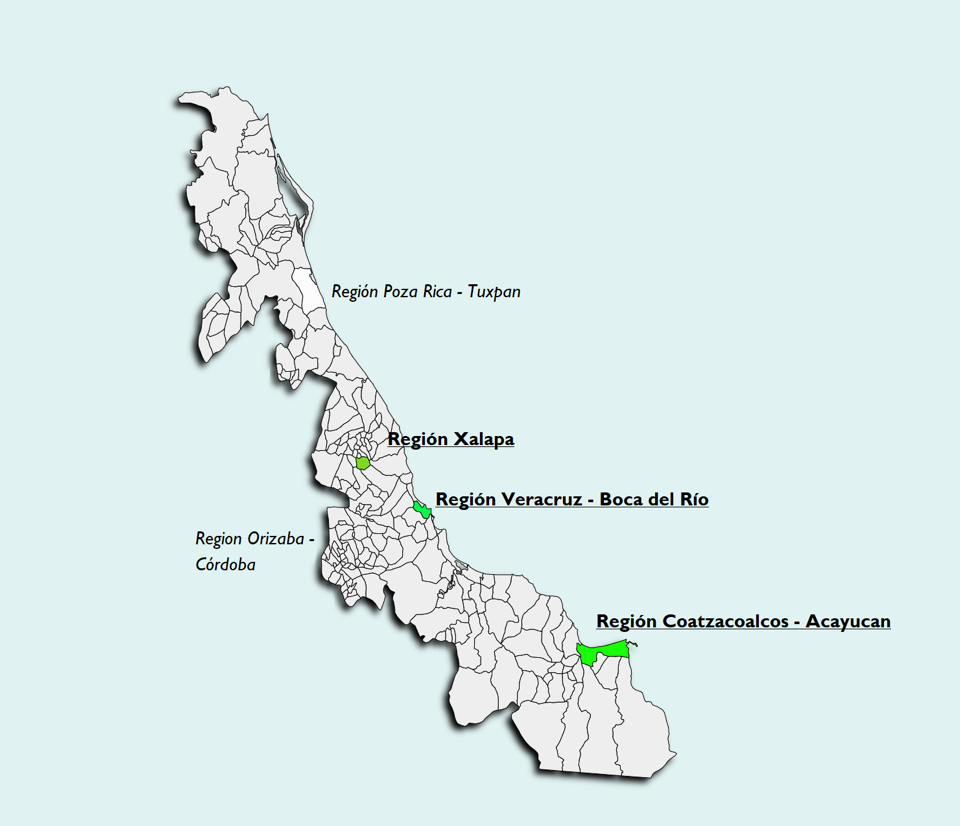 Región Poza Rica - Tuxpan
Región Xalapa
Región Veracruz - Boca del Río
Region Orizaba -
Córdoba
Región Coatzacoalcos - Acayucan